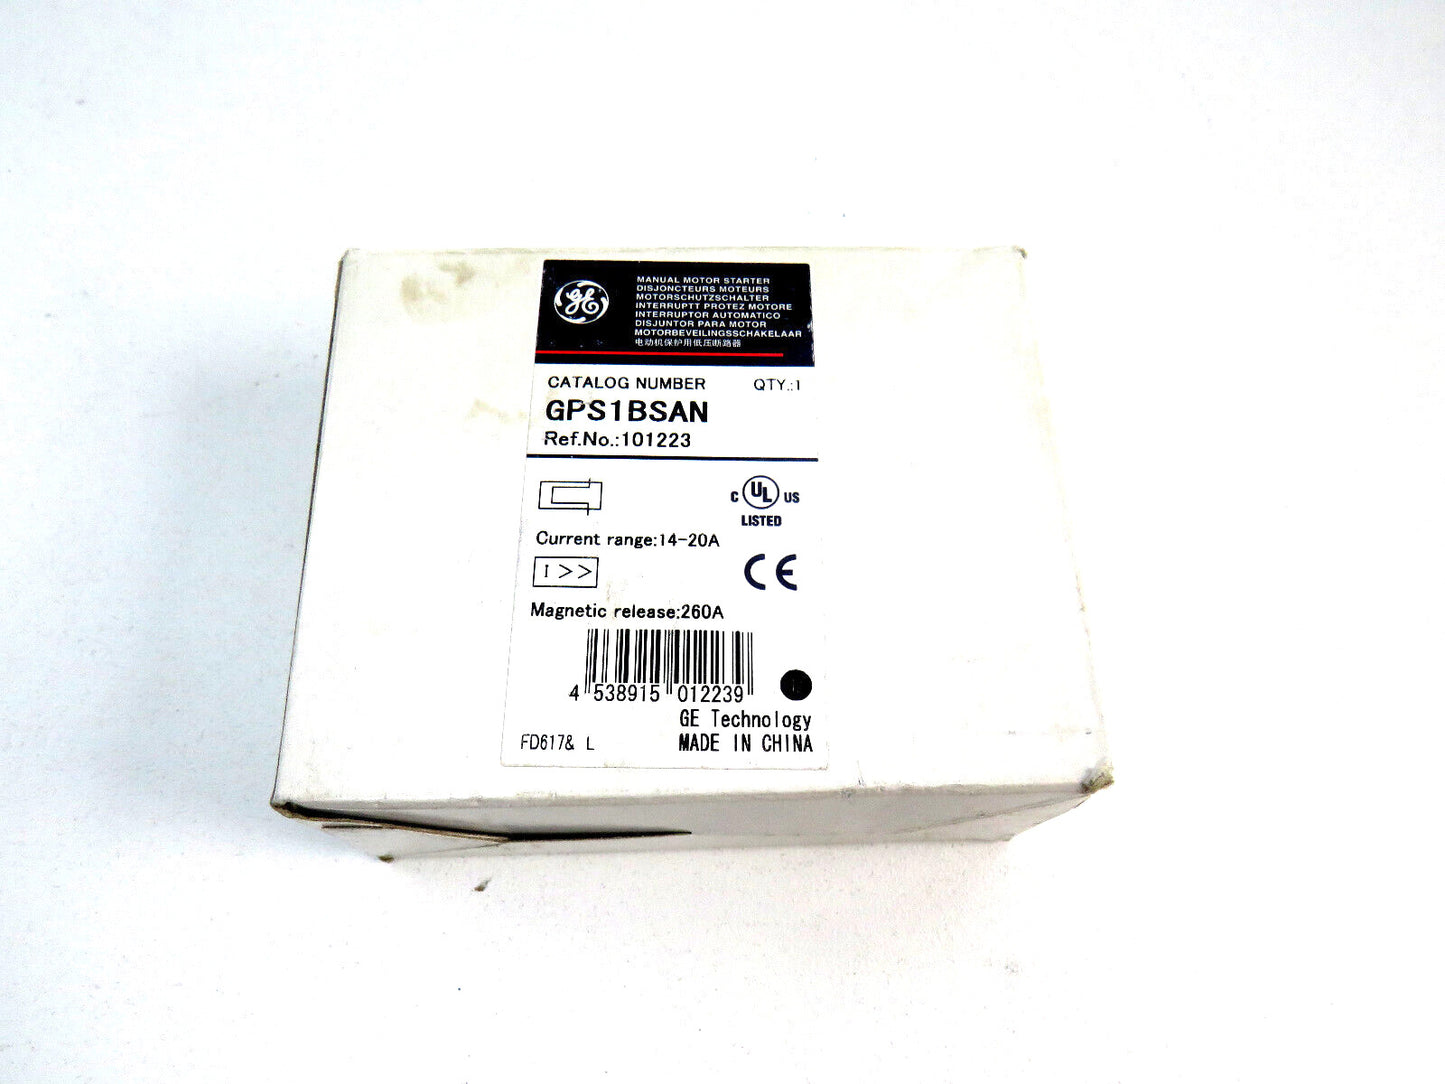 GE
MANUAL MOTOR STARTER
DISJONCTEURS MOTEURS
MOTORSCHUTZSCHALTER
INTERRUPTT PROTEZ MOTORE
INTERRUPTOR AUTOMATICO
DISJUNTOR PARA MOTOR
MOTORBEVEILINGSSCHAKELAAR
电动机保护用低压断路器
CATALOG NUMBER QTY.:1
GPS1BSAN
Ref.No.:101223
C UL US
LISTED
Current range:14-20A
CE
I >>
Magnetic release:260A
4 538915 012239
GE Technology
FD617& L MADE IN CHINA